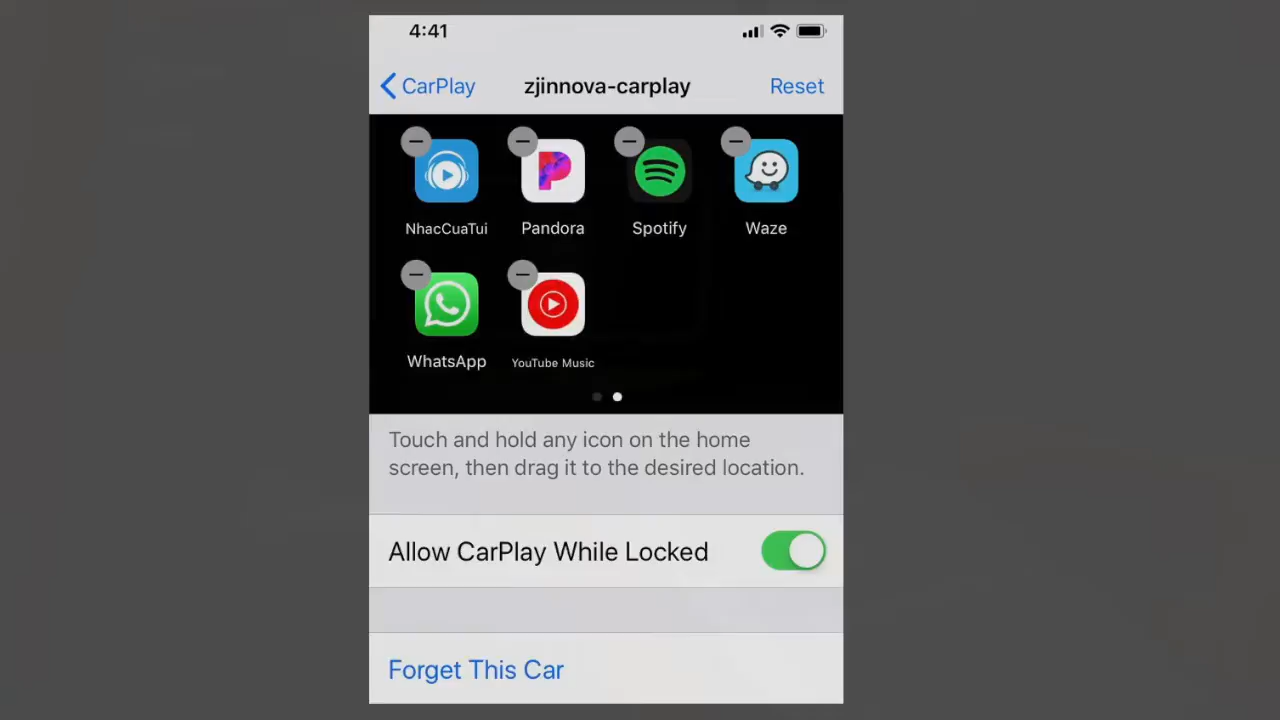 4:41
CarPlay zjinnova-carplay Reset
NhacCuaTui Pandora Spotify Waze
WhatsApp YouTube Music
Touch and hold any icon on the home
screen, then drag it to the desired location.
Allow CarPlay While Locked
Forget This Car